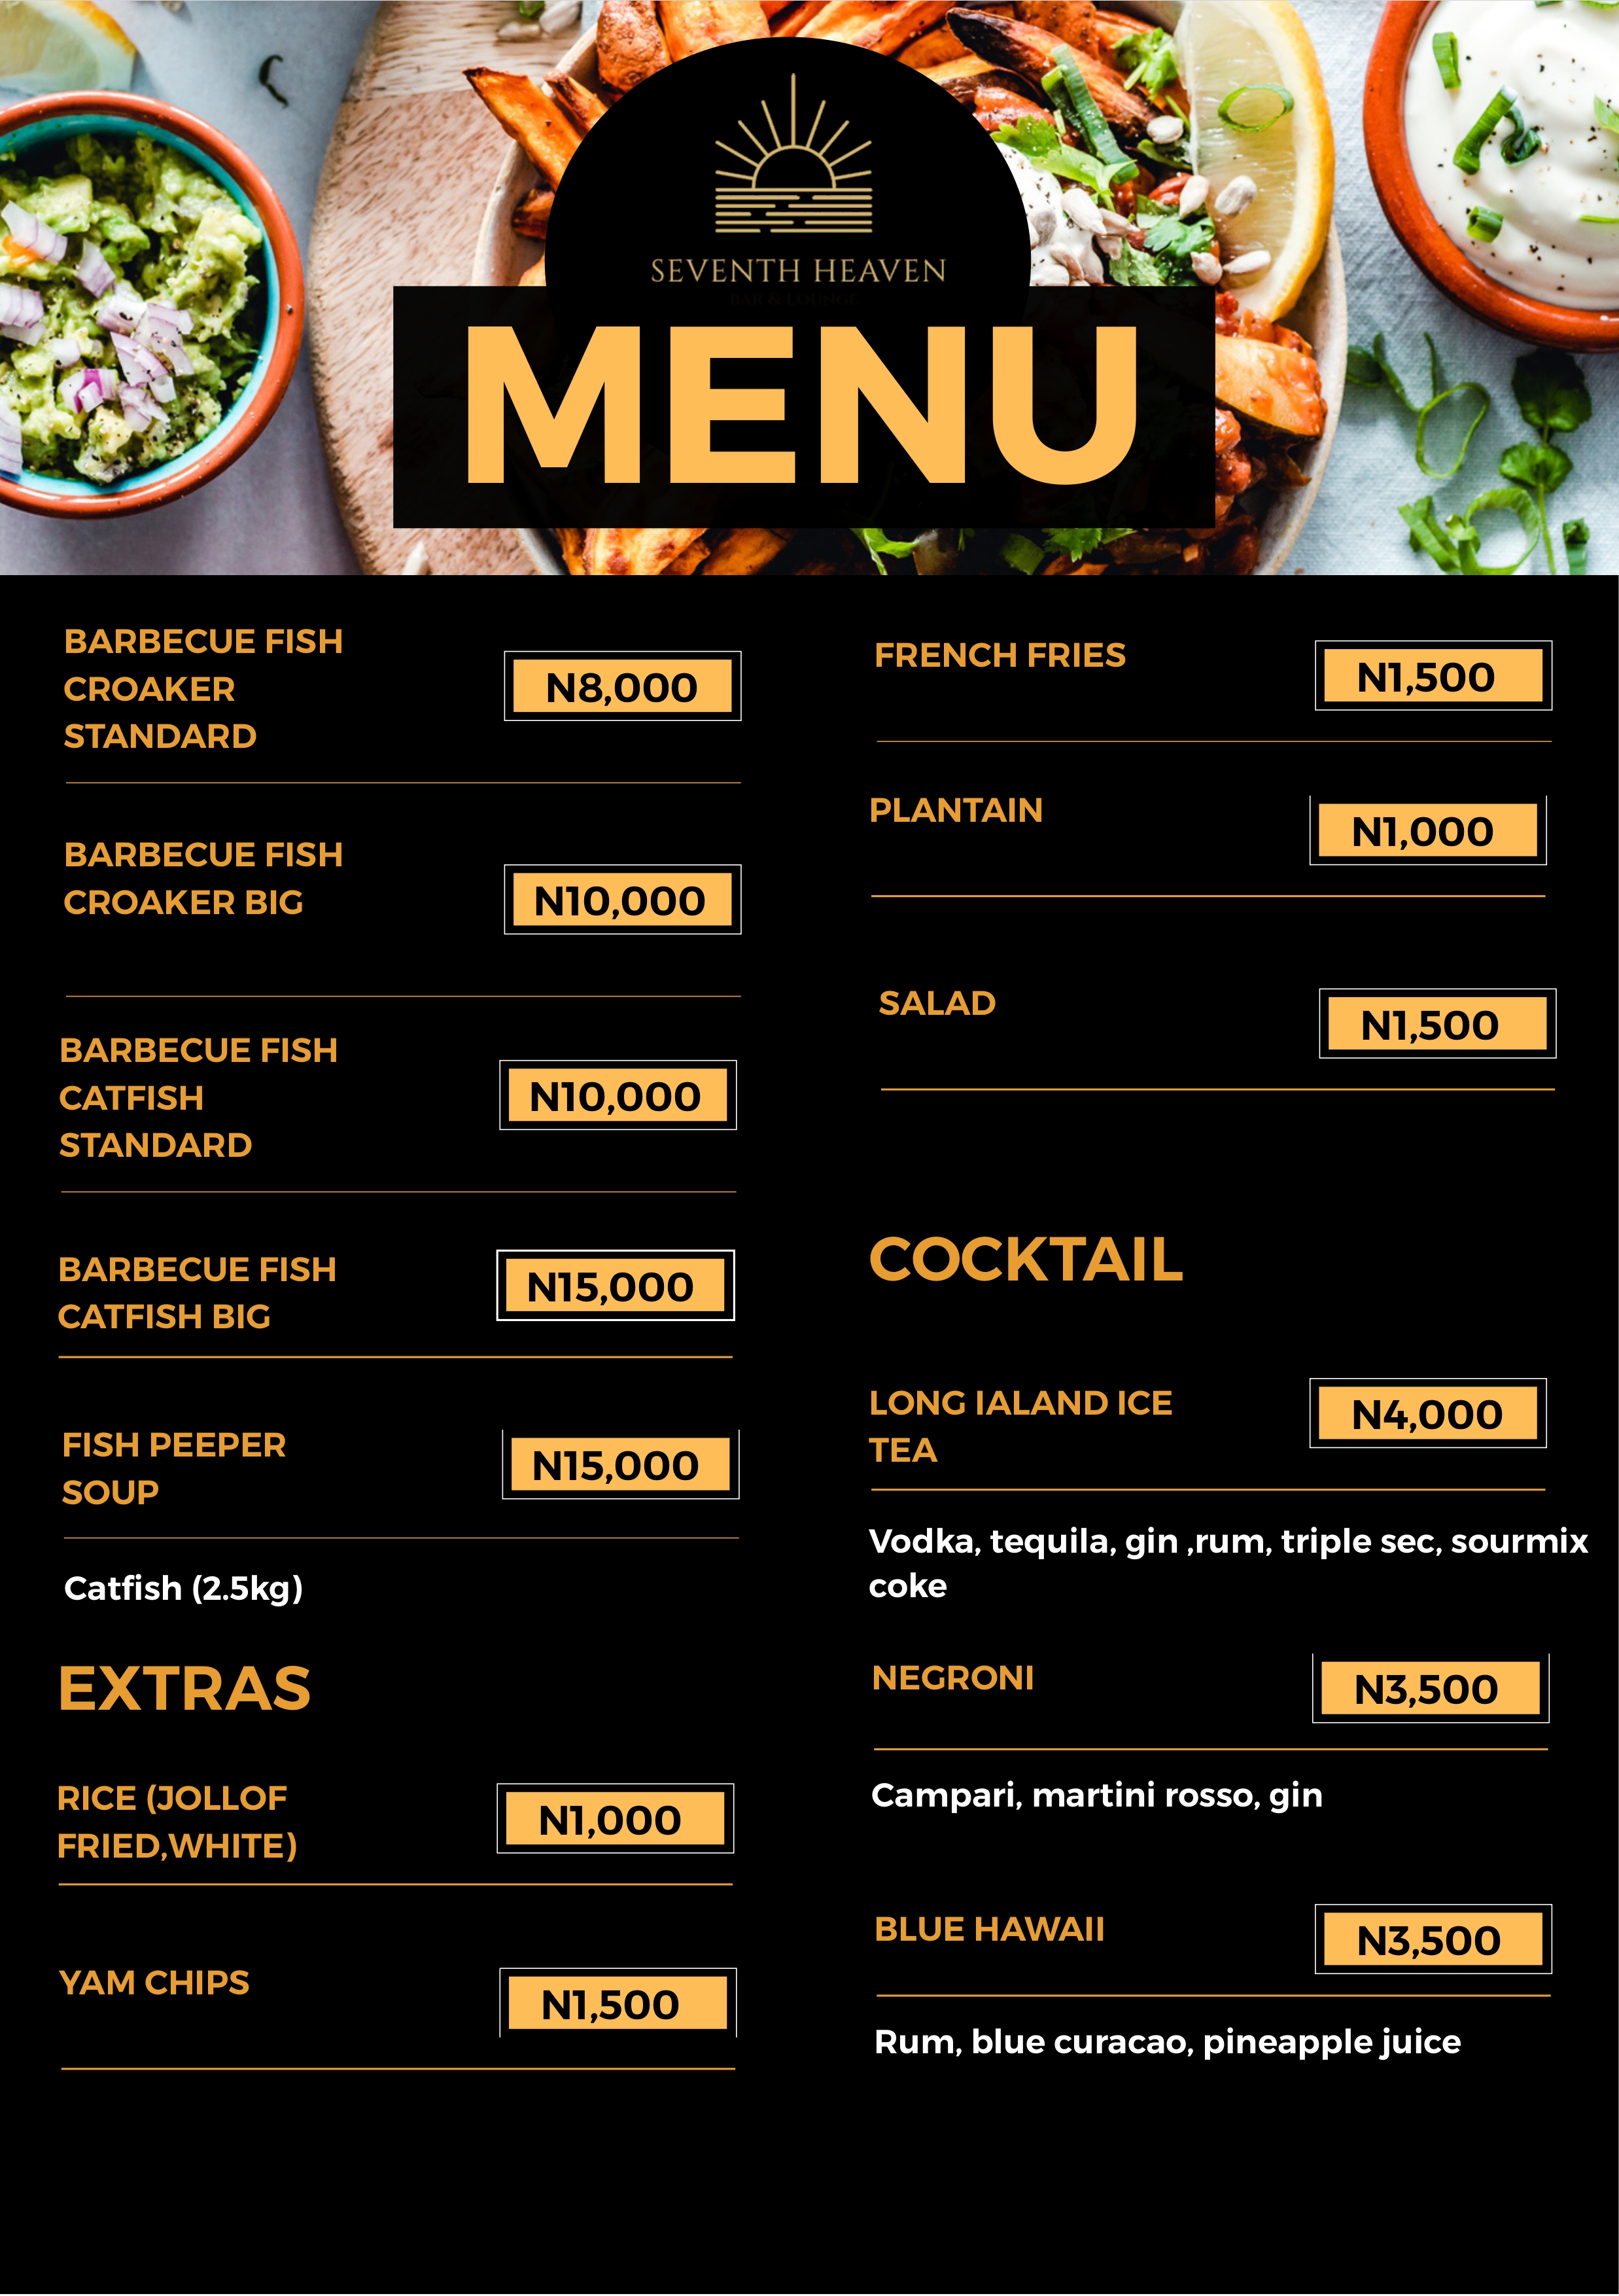 SEVENTH HEAVEN
BAR & LOUNGE
MENU
BARBECUE FISH
CROAKER
STANDARD
N8,000
BARBECUE FISH
CROAKER BIG
N10,000
BARBECUE FISH
CATFISH
STANDARD
N10,000
BARBECUE FISH
CATFISH BIG
N15,000
FISH PEEPER
SOUP
N15,000
Catfish (2.5kg)
EXTRAS
RICE (JOLLOF
FRIED,WHITE)
N1,000
YAM CHIPS
N1,500
FRENCH FRIES
N1,500
PLANTAIN
N1,000
SALAD
N1,500
COCKTAIL
LONG IALAND ICE
TEA
N4,000
Vodka, tequila, gin ,rum, triple sec, sourmix
coke
NEGRONI
N3,500
Campari, martini rosso, gin
BLUE HAWAII
N3,500
Rum, blue curacao, pineapple juice